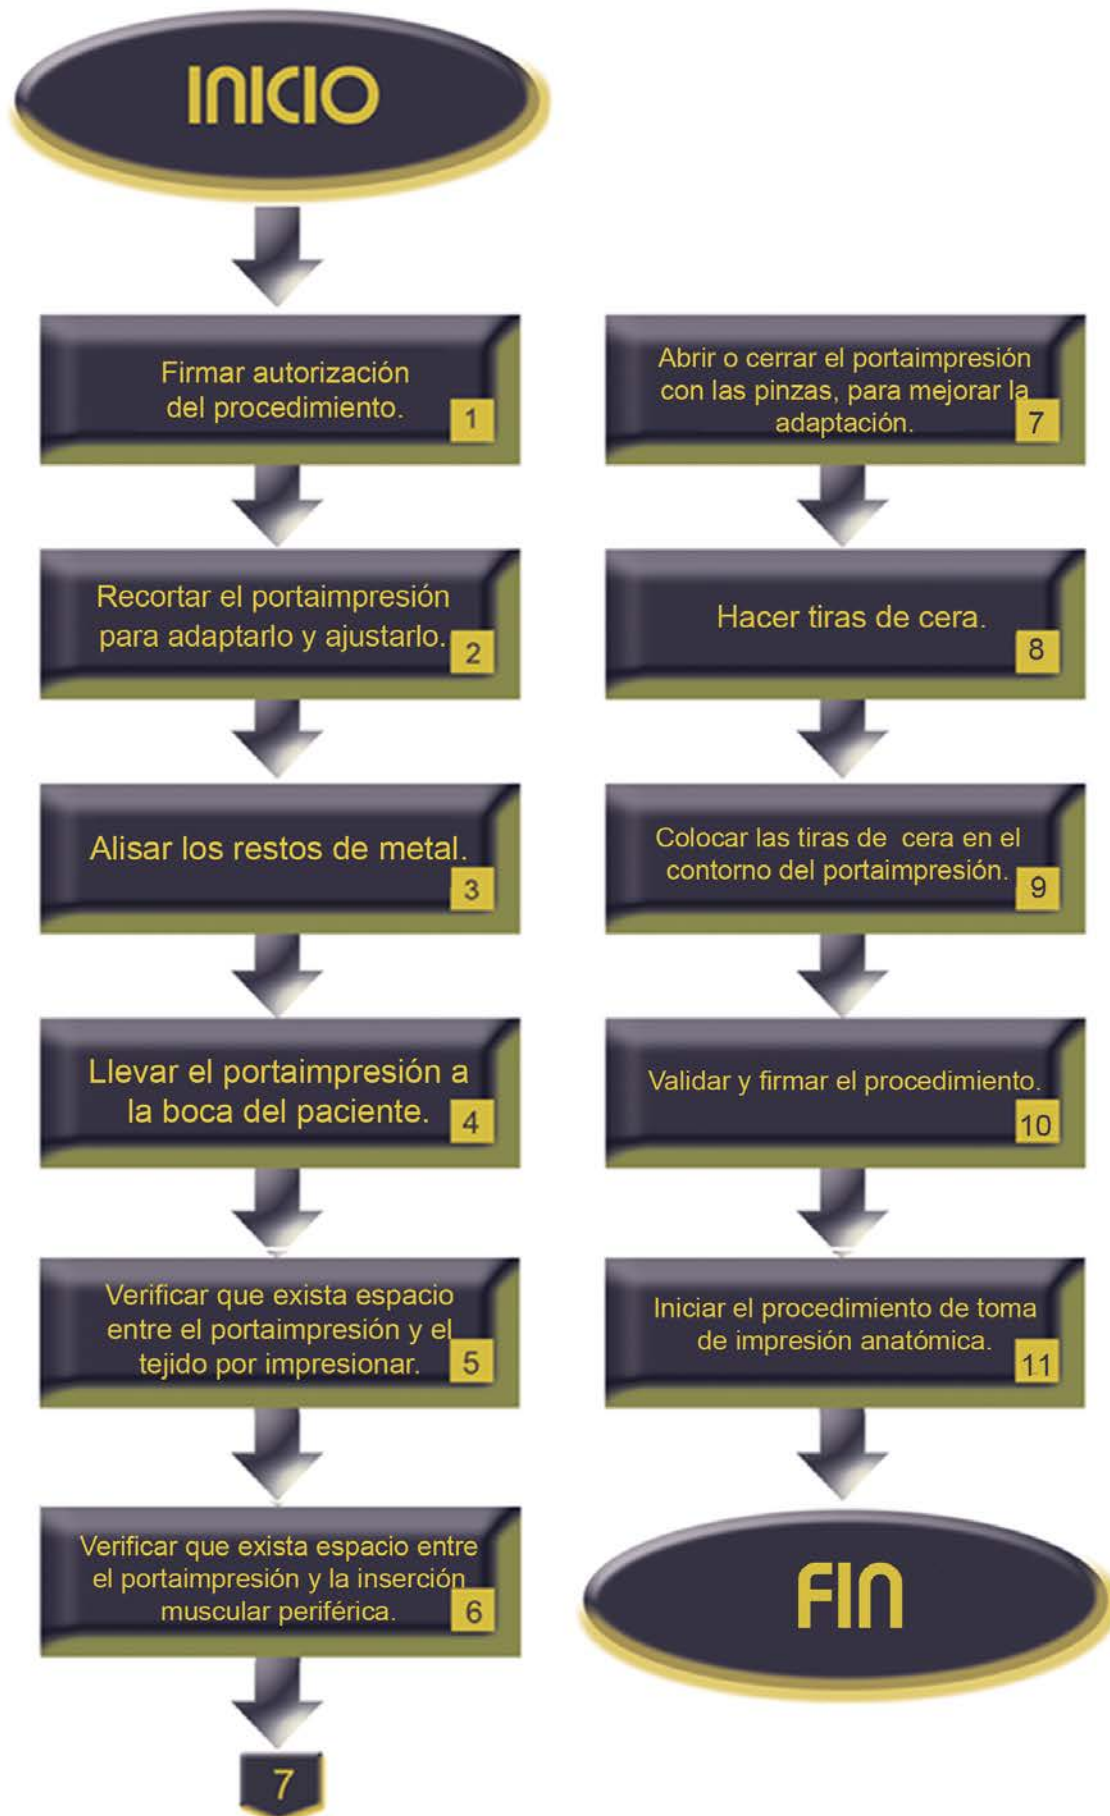 INICIO
Firmar autorización
del procedimiento.
1
Recortar el portaimpresión
para adaptarlo y ajustarlo.
2
Alisar los restos de metal.
3
Llevar el portaimpresión a
la boca del paciente.
4
Verificar que exista espacio
entre el portaimpresión y el
tejido por impresionar.
5
Verificar que exista espacio entre
el portaimpresión y la inserción
muscular periférica.
6
7
Abrir o cerrar el portaimpresión
con las pinzas, para mejorar la
adaptación.
7
Hacer tiras de cera.
8
Colocar las tiras de cera en el
contorno del portaimpresión.
9
Validar y firmar el procedimiento.
10
Iniciar el procedimiento de toma
de impresión anatómica.
11
FIN